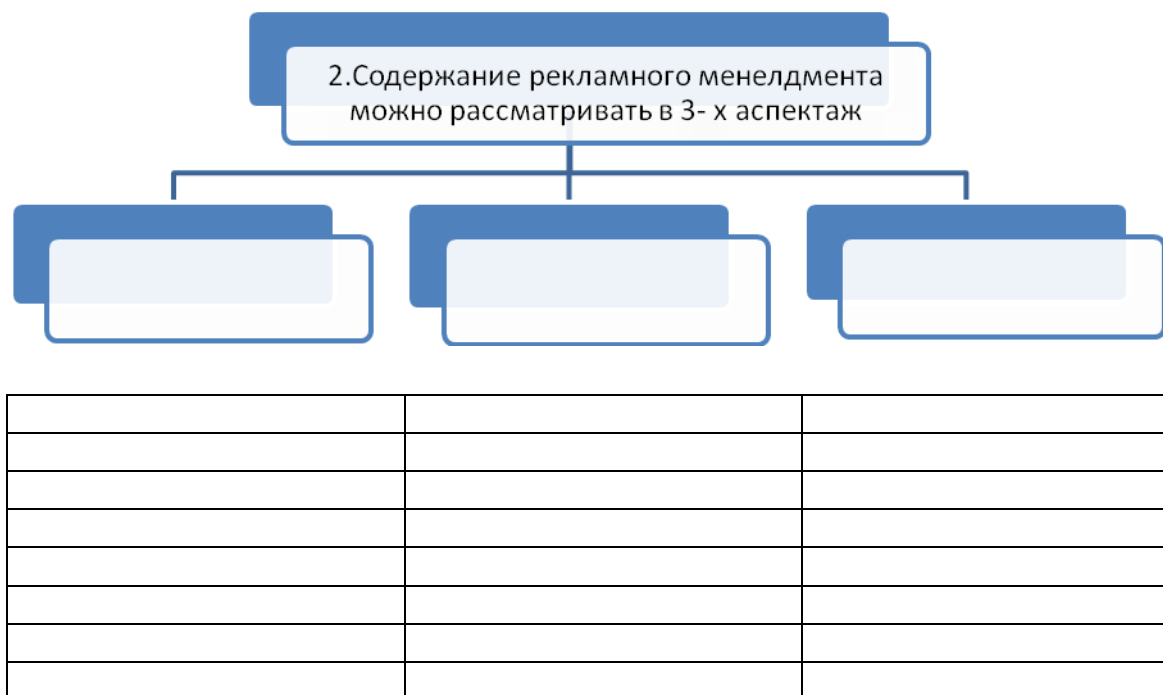 2.Содержание рекламного менелдмента
можно рассматривать в 3- х аспектаж